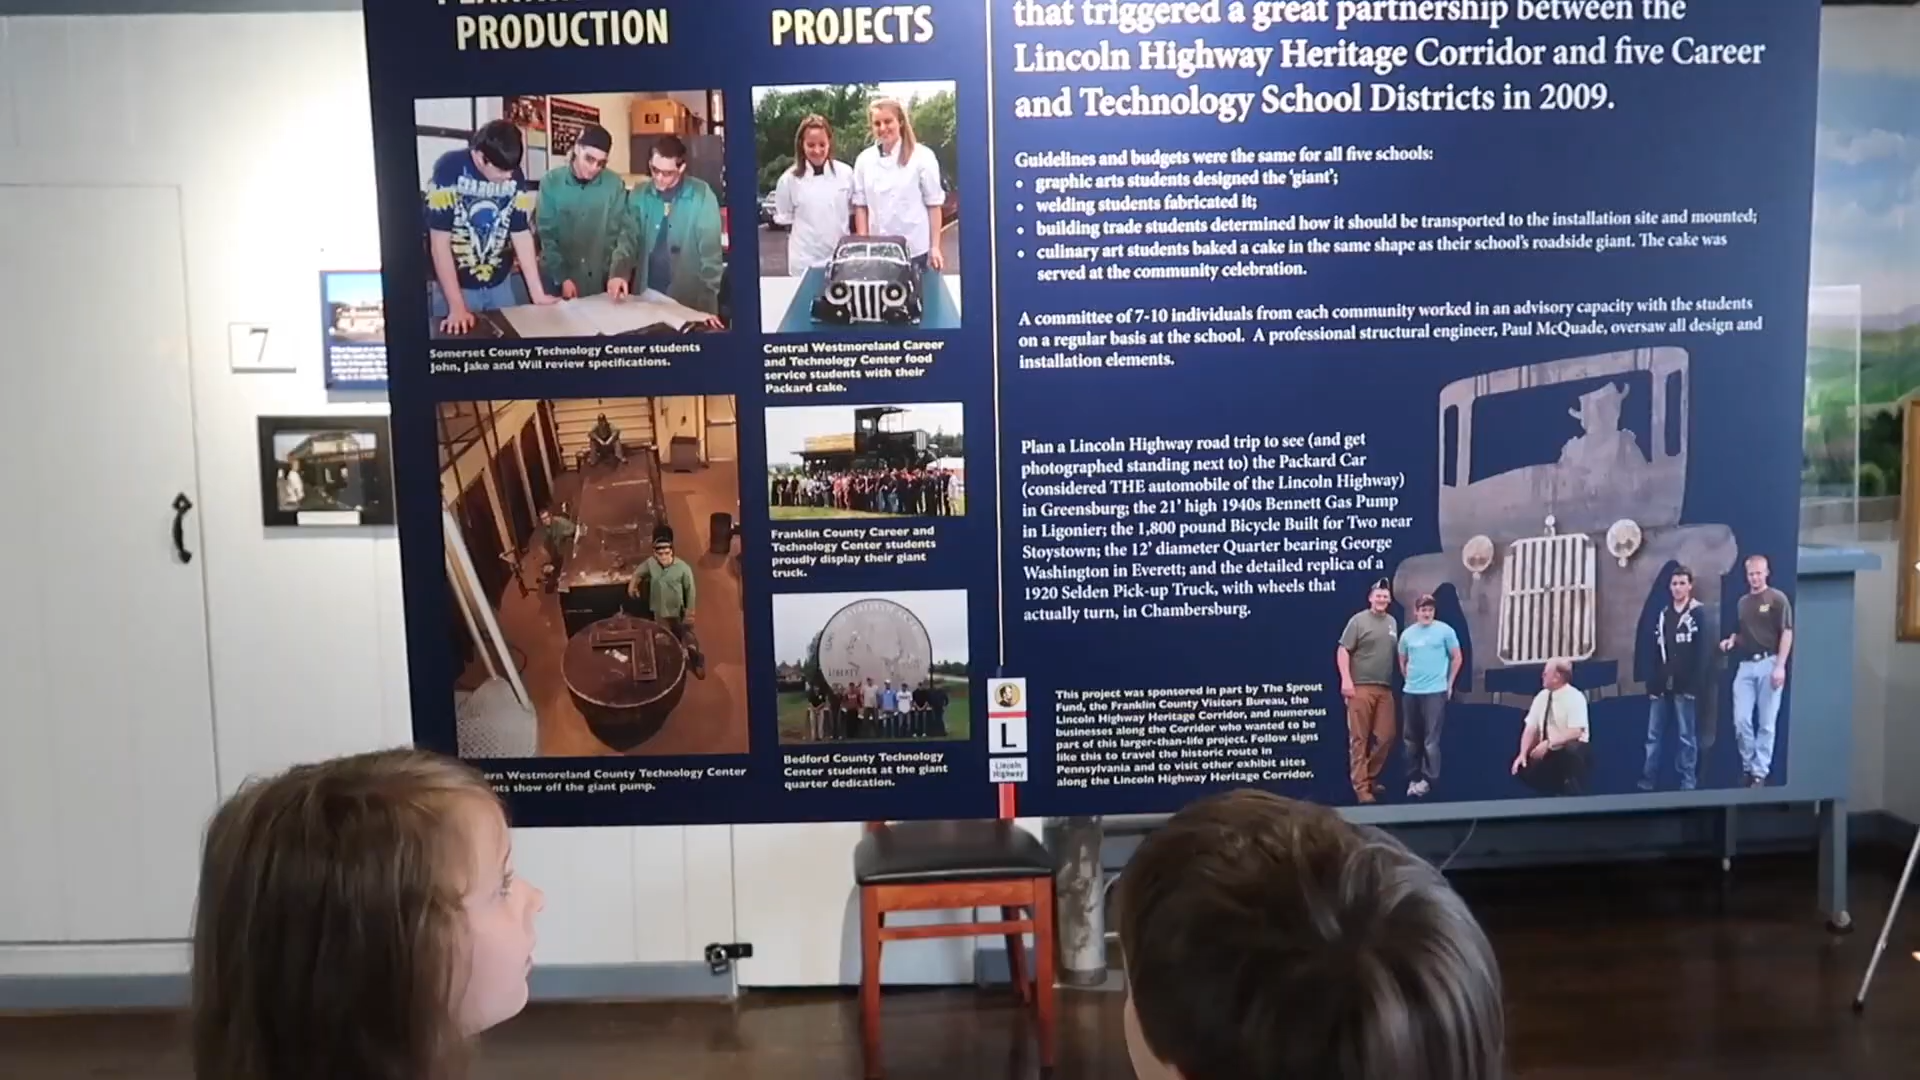 PRODUCTION
PROJECTS
Somerset County Technology Center students
John, Jake and Will review specifications.
ern Westmoreland County Technology Center
nts show off the giant pump.
Central Westmoreland Career
and Technology Center food
service students with their
Packard cake.
Franklin County Career and
Technology Center students
proudly display their giant
truck.
LIBERTY
Bedford County Technology
Center students at the giant
quarter dedication.
that triggered a great partnership between the
Lincoln Highway Heritage Corridor and five Career
and Technology School Districts in 2009.
Guidelines and budgets were the same for all five schools:
• graphic arts students designed the 'giant';
• welding students fabricated it;
• building trade students determined how it should be transported to the installation site and mounted;
• culinary art students baked a cake in the same shape as their school's roadside giant. The cake was
served at the community celebration.
A committee of 7-10 individuals from each community worked in an advisory capacity with the students
on a regular basis at the school. A professional structural engineer, Paul McQuade, oversaw all design and
installation elements.
Plan a Lincoln Highway road trip to see (and get
photographed standing next to) the Packard Car
(considered THE automobile of the Lincoln Highway)
in Greensburg; the 21' high 1940s Bennett Gas Pump
in Ligonier; the 1,800 pound Bicycle Built for Two near
Stoystown; the 12' diameter Quarter bearing George
Washington in Everett; and the detailed replica of a
1920 Selden Pick-up Truck, with wheels that
actually turn, in Chambersburg.
This project was sponsored in part by The Sprout
Fund, the Franklin County Visitors Bureau, the
Lincoln Highway Heritage Corridor, and numerous
businesses along the Corridor who wanted to be
part of this larger-than-life project. Follow signs
like this to travel the historic route in
Pennsylvania and to visit other exhibit sites
along the Lincoln Highway Heritage Corridor.
L
Lincoln
Highway
7